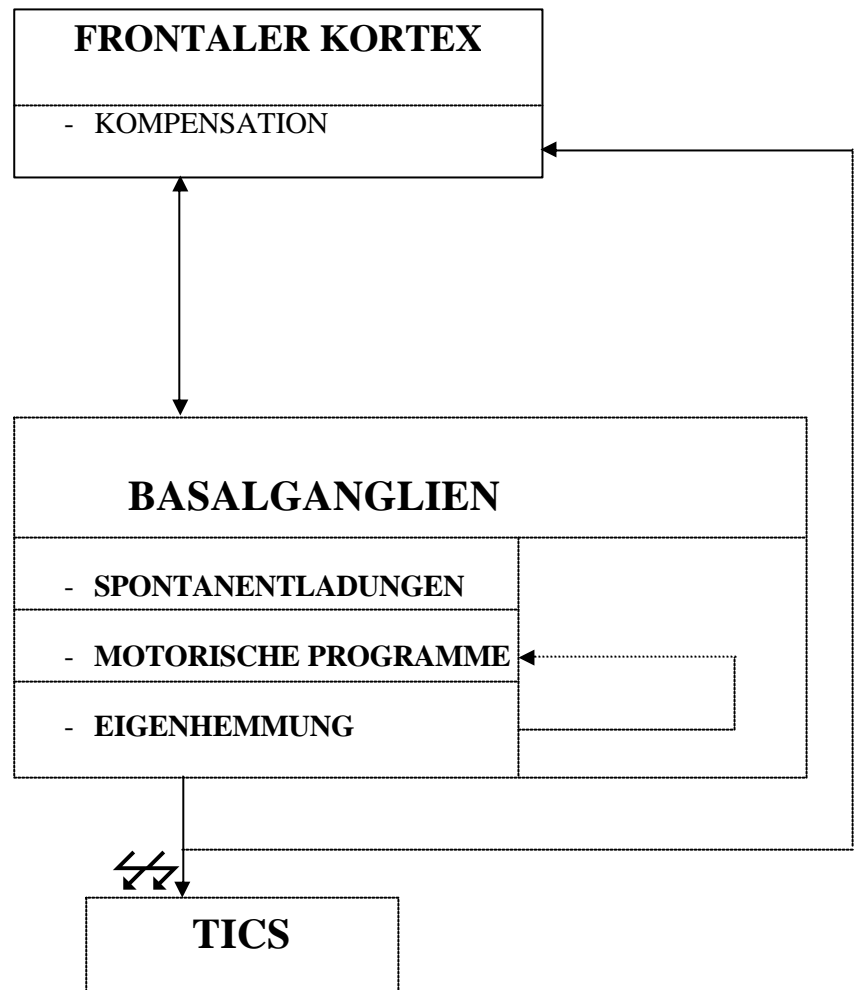 FRONTALER KORTEX
- KOMPENSATION
BASALGANGLIEN
- SPONTANENTLADUNGEN
- MOTORISCHE PROGRAMME
- EIGENHEMMUNG
TICS